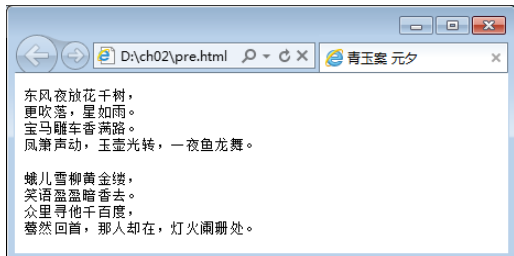 D:\ch02\pre.html
青玉案 元夕
东风夜放花千树，
更吹落，星如雨。
宝马雕车香满路。
凤箫声动，玉壶光转，一夜鱼龙舞。
蛾儿雪柳黄金缕，
笑语盈盈暗香去。
众里寻他千百度，
蓦然回首，那人却在，灯火阑珊处。